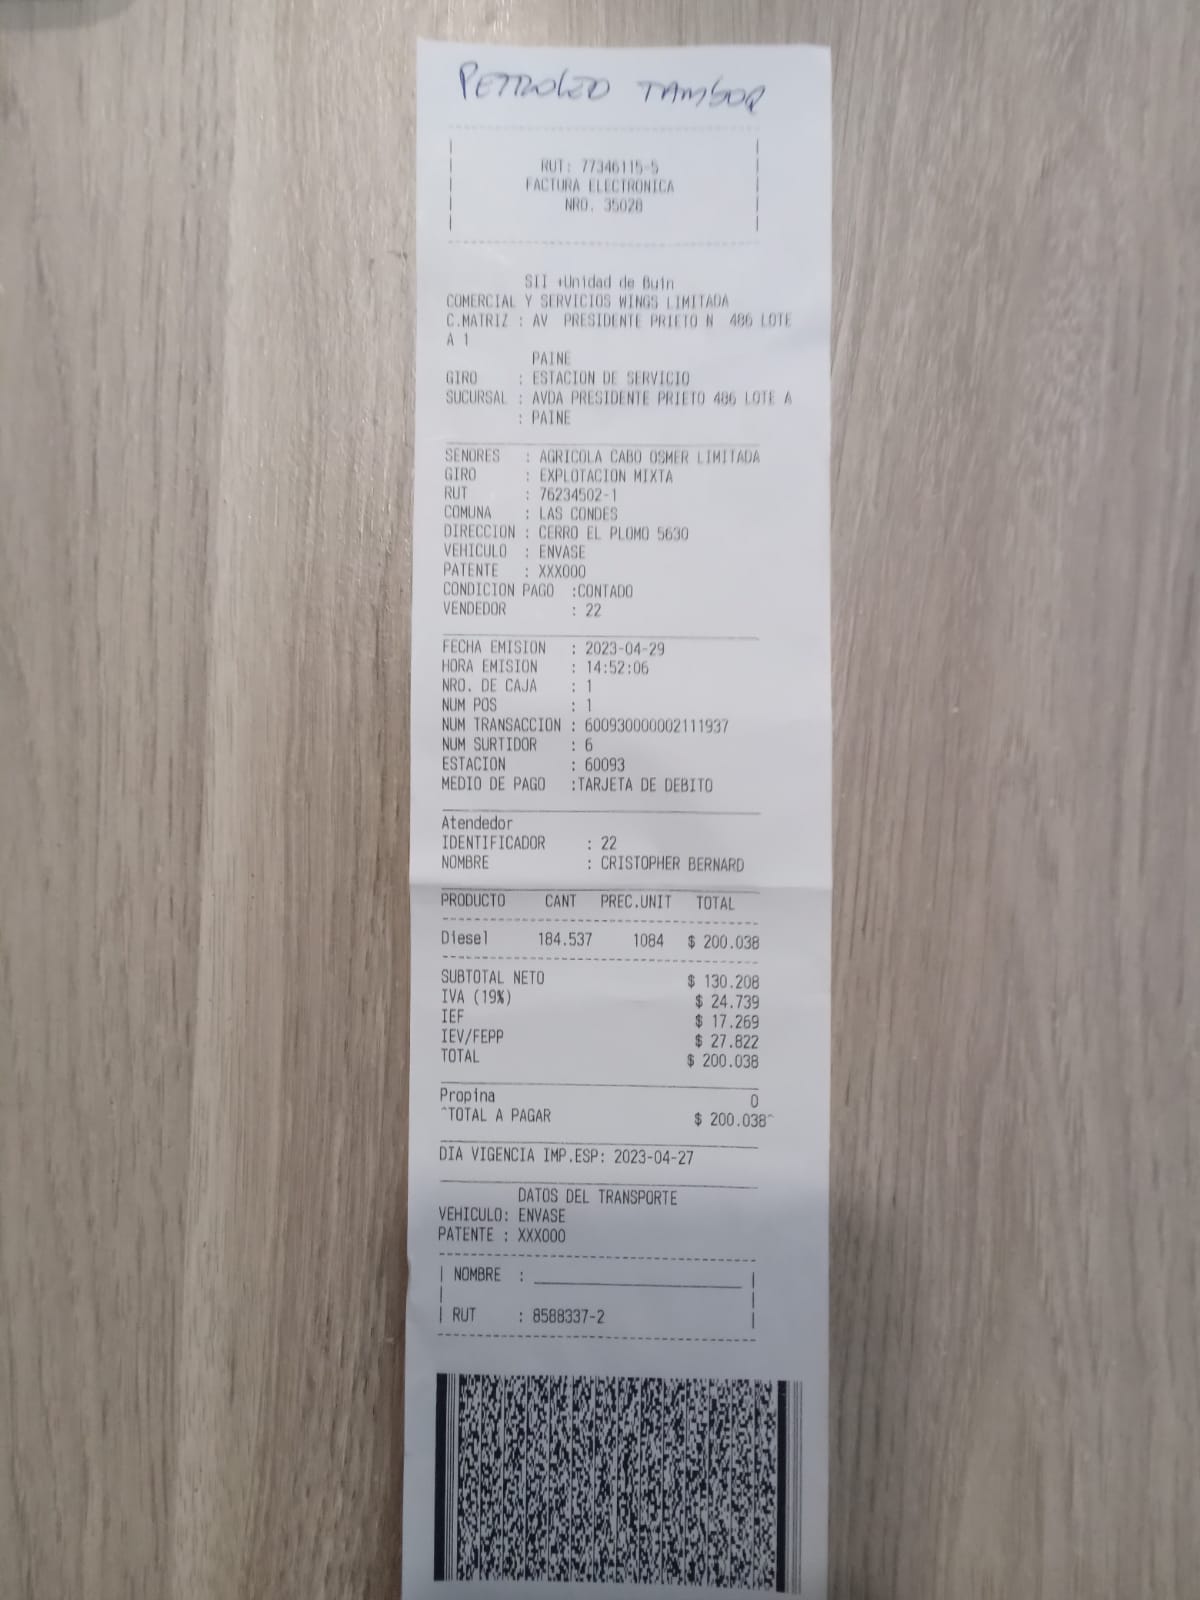 PETROLEO TAMBOR
RUT: 77346115-5
FACTURA ELECTRONICA
NRO. 35028
SII +Unidad de Buin
COMERCIAL Y SERVICIOS WINGS LIMITADA
C.MATRIZ : AV PRESIDENTE PRIETO N 486 LOTE
A 1
PAINE
GIRO : ESTACION DE SERVICIO
SUCURSAL : AVDA PRESIDENTE PRIETO 486 LOTE A
: PAINE
SENORES : AGRICOLA CABO OSMER LIMITADA
GIRO : EXPLOTACION MIXTA
RUT : 76234502-1
COMUNA : LAS CONDES
DIRECCION : CERRO EL PLOMO 5630
VEHICULO : ENVASE
PATENTE : XXX000
CONDICION PAGO :CONTADO
VENDEDOR : 22
FECHA EMISION : 2023-04-29
HORA EMISION : 14:52:06
NRO. DE CAJA : 1
NUM POS : 1
NUM TRANSACCION : 600930000002111937
NUM SURTIDOR : 6
ESTACION : 60093
MEDIO DE PAGO :TARJETA DE DEBITO
Atendedor
IDENTIFICADOR : 22
NOMBRE : CRISTOPHER BERNARD
PRODUCTO CANT PREC.UNIT TOTAL
Diesel 184.537 1084 $ 200.038
SUBTOTAL NETO $ 130.208
IVA (19%) $ 24.739
IEF $ 17.269
IEV/FEPP $ 27.822
TOTAL $ 200.038
Propina 0
^TOTAL A PAGAR $ 200.038^
DIA VIGENCIA IMP.ESP: 2023-04-27
DATOS DEL TRANSPORTE
VEHICULO: ENVASE
PATENTE : XXX000
NOMBRE :
RUT : 8588337-2